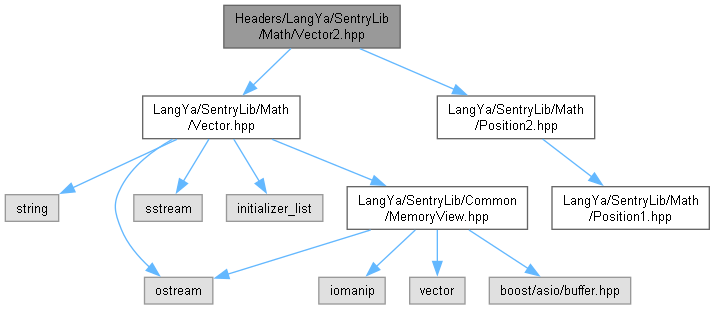 Headers/LangYa/SentryLib
/Math/Vector2.hpp
LangYa/SentryLib/Math
/Vector.hpp
LangYa/SentryLib/Math
/Position2.hpp
string
sstream
initializer_list
LangYa/SentryLib/Common
/MemoryView.hpp
LangYa/SentryLib/Math
/Position1.hpp
ostream
iomanip
vector
boost/asio/buffer.hpp